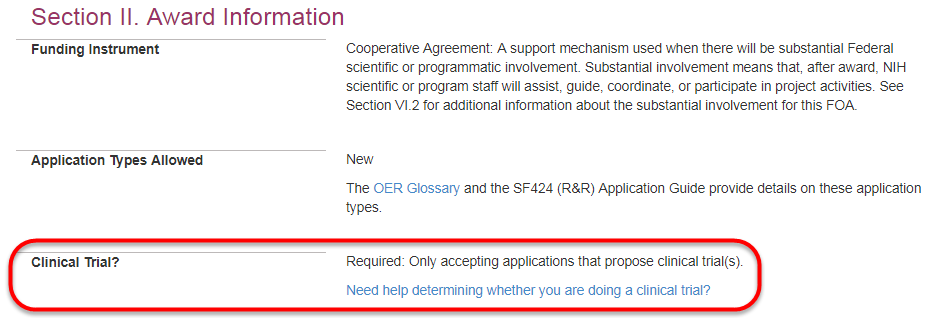 Section II. Award Information
Funding Instrument
Cooperative Agreement: A support mechanism used when there will be substantial Federal
scientific or programmatic involvement. Substantial involvement means that, after award, NIH
scientific or program staff will assist, guide, coordinate, or participate in project activities. See
Section VI.2 for additional information about the substantial involvement for this FOA.
Application Types Allowed
New
The OER Glossary and the SF424 (R&R) Application Guide provide details on these application
types.
Clinical Trial?
Required: Only accepting applications that propose clinical trial(s).
Need help determining whether you are doing a clinical trial?